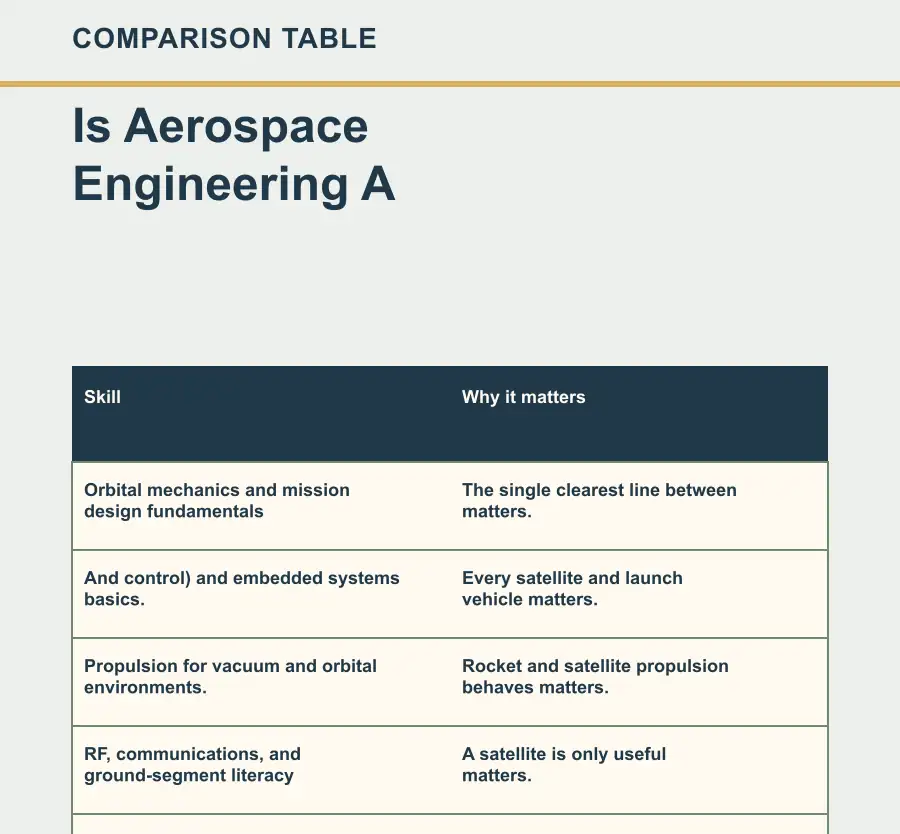 COMPARISON TABLE
Is Aerospace
Engineering A
Skill
Why it matters
Orbital mechanics and mission
design fundamentals
The single clearest line between
matters.
And control) and embedded systems
basics.
Every satellite and launch
vehicle matters.
Propulsion for vacuum and orbital
environments.
Rocket and satellite propulsion
behaves matters.
RF, communications, and
ground-segment literacy
A satellite is only useful
matters.